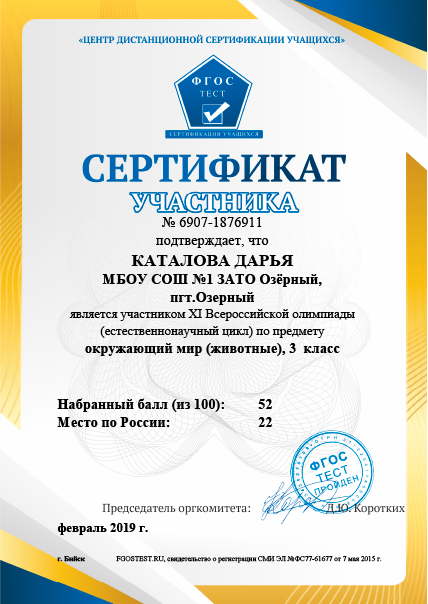 «ЦЕНТР ДИСТАНЦИОННОЙ СЕРТИФИКАЦИИ УЧАЩИХСЯ»
ФГОС
ТЕСТ
СЕРТИФИКАЦИЯ УЧАЩИХСЯ
СЕРТИФИКАТ
УЧАСТНИКА
№ 6907-1876911
подтверждает, что
КАТАЛОВА ДАРЬЯ
МБОУ СОШ №1 ЗАТО Озёрный,
пгт.Озерный
является участником XI Всероссийской олимпиады
(естественнонаучный цикл) по предмету
окружающий мир (животные), 3 класс
Набранный балл (из 100): 52
Место по России: 22
ФГОС
ТЕСТ
ПРОЙДЕН
Председатель оргкомитета: Д.Ю. Коротких
февраль 2019 г.
г. Бийск FGOSTEST.RU, свидетельство о регистрации СМИ ЭЛ №ФС77-61677 от 7 мая 2015 г.